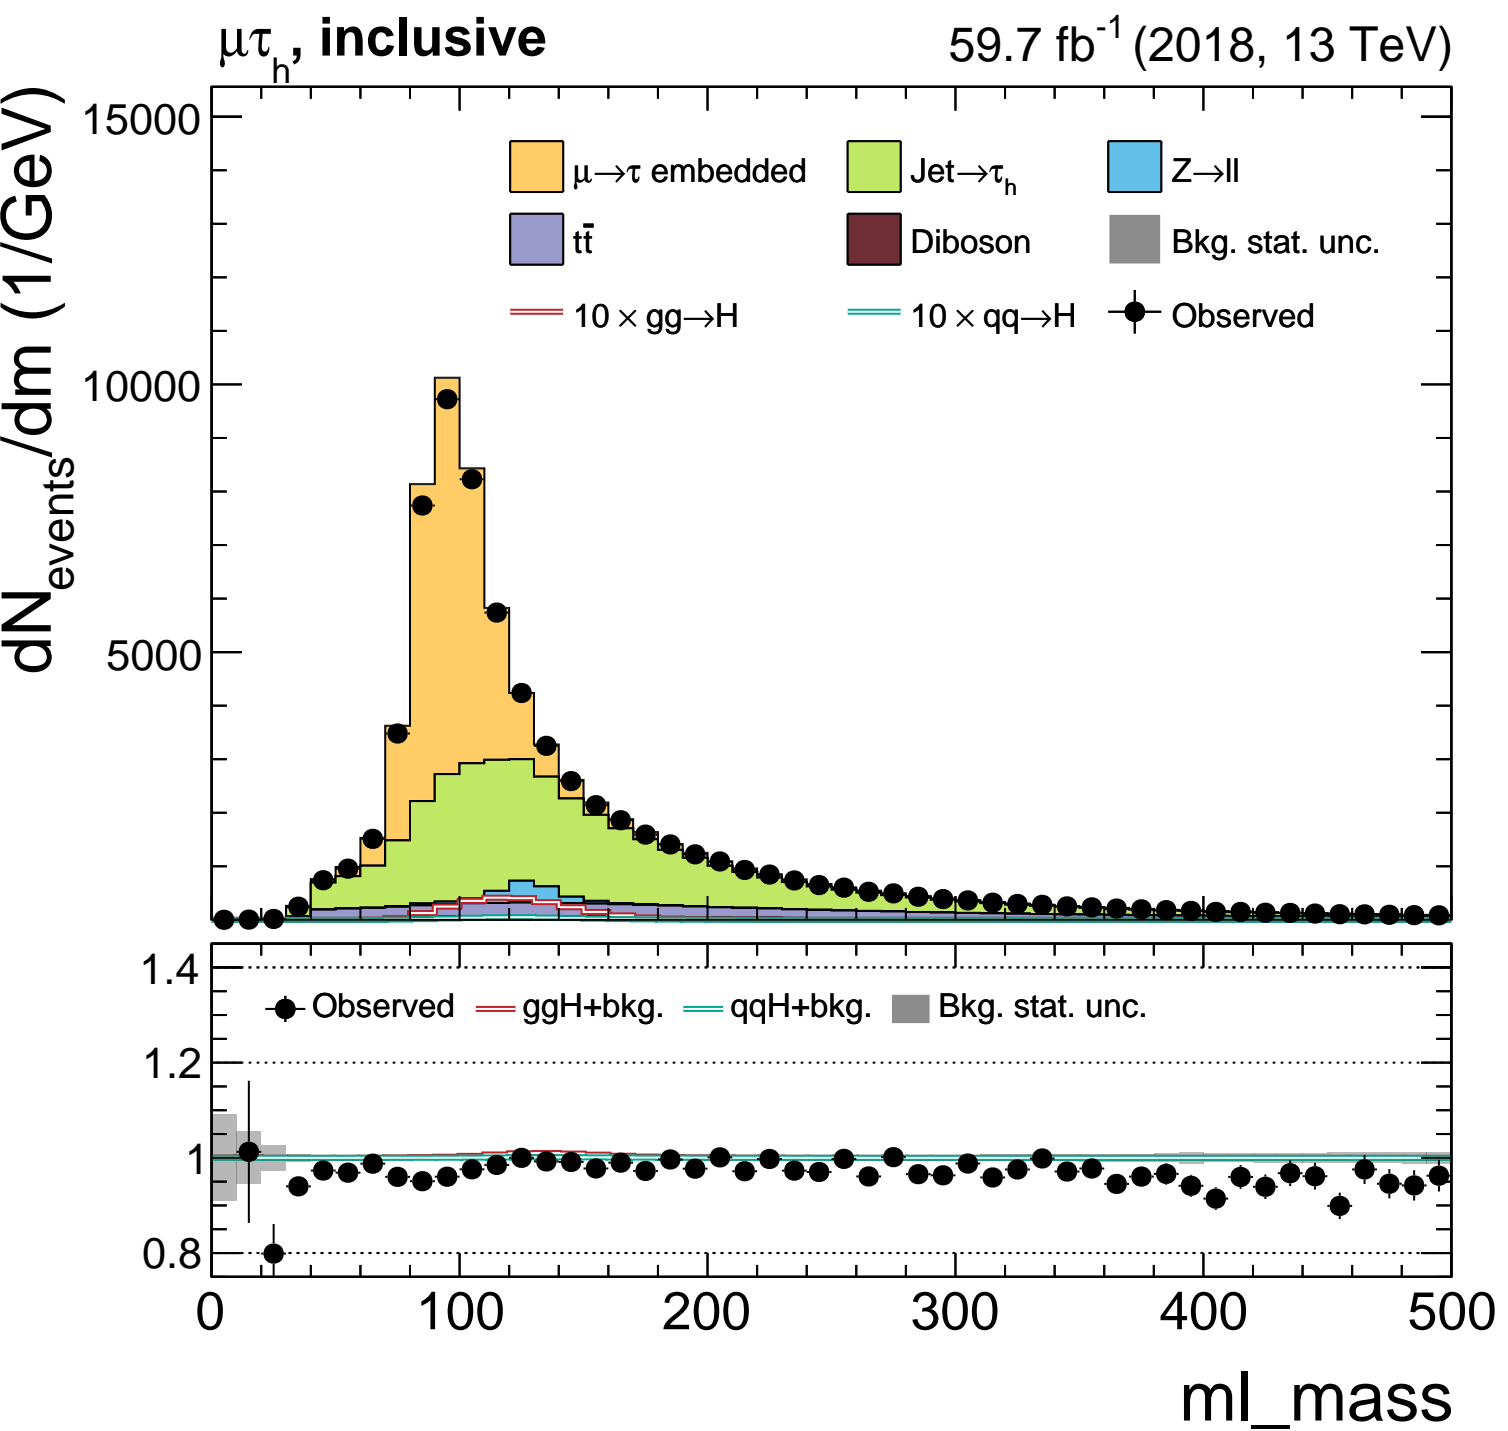 μτh, inclusive
59.7 fb-1 (2018, 13 TeV)
dNevents/dm (1/GeV)
15000
10000
5000
μ→τ embedded
Jet→τh
Z→ll
tt̄
Diboson
Bkg. stat. unc.
10 × gg→H
10 × qq→H
Observed
1.4
1.2
1
0.8
Observed
ggH+bkg.
qqH+bkg.
Bkg. stat. unc.
0
100
200
300
400
500
ml_mass